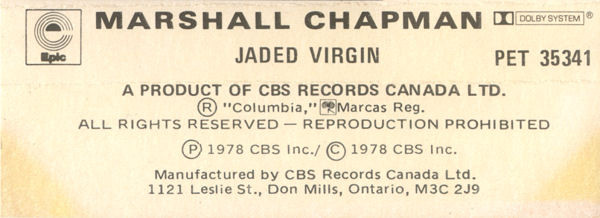 MARSHALL CHAPMAN DOLBY SYSTEM ®
Epic JADED VIRGIN PET 35341
A PRODUCT OF CBS RECORDS CANADA LTD.
® "Columbia," Marcas Reg.
ALL RIGHTS RESERVED — REPRODUCTION PROHIBITED
Ⓟ 1978 CBS Inc./ © 1978 CBS Inc.
Manufactured by CBS Records Canada Ltd.
1121 Leslie St., Don Mills, Ontario, M3C 2J9